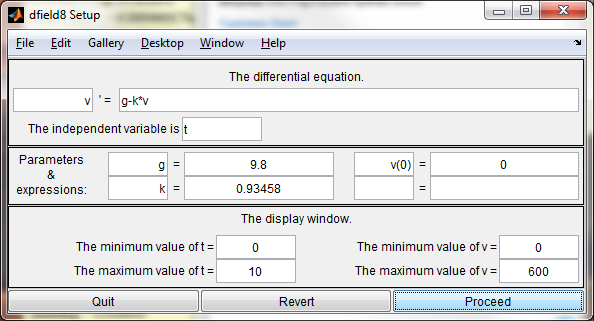 dfield8 Setup
File Edit Gallery Desktop Window Help
The differential equation.
v ' = g-k*v
The independent variable is t
Parameters & expressions:
g = 9.8 v(0) = 0
k = 0.93458 =
The display window.
The minimum value of t = 0 The minimum value of v = 0
The maximum value of t = 10 The maximum value of v = 600
Quit Revert Proceed